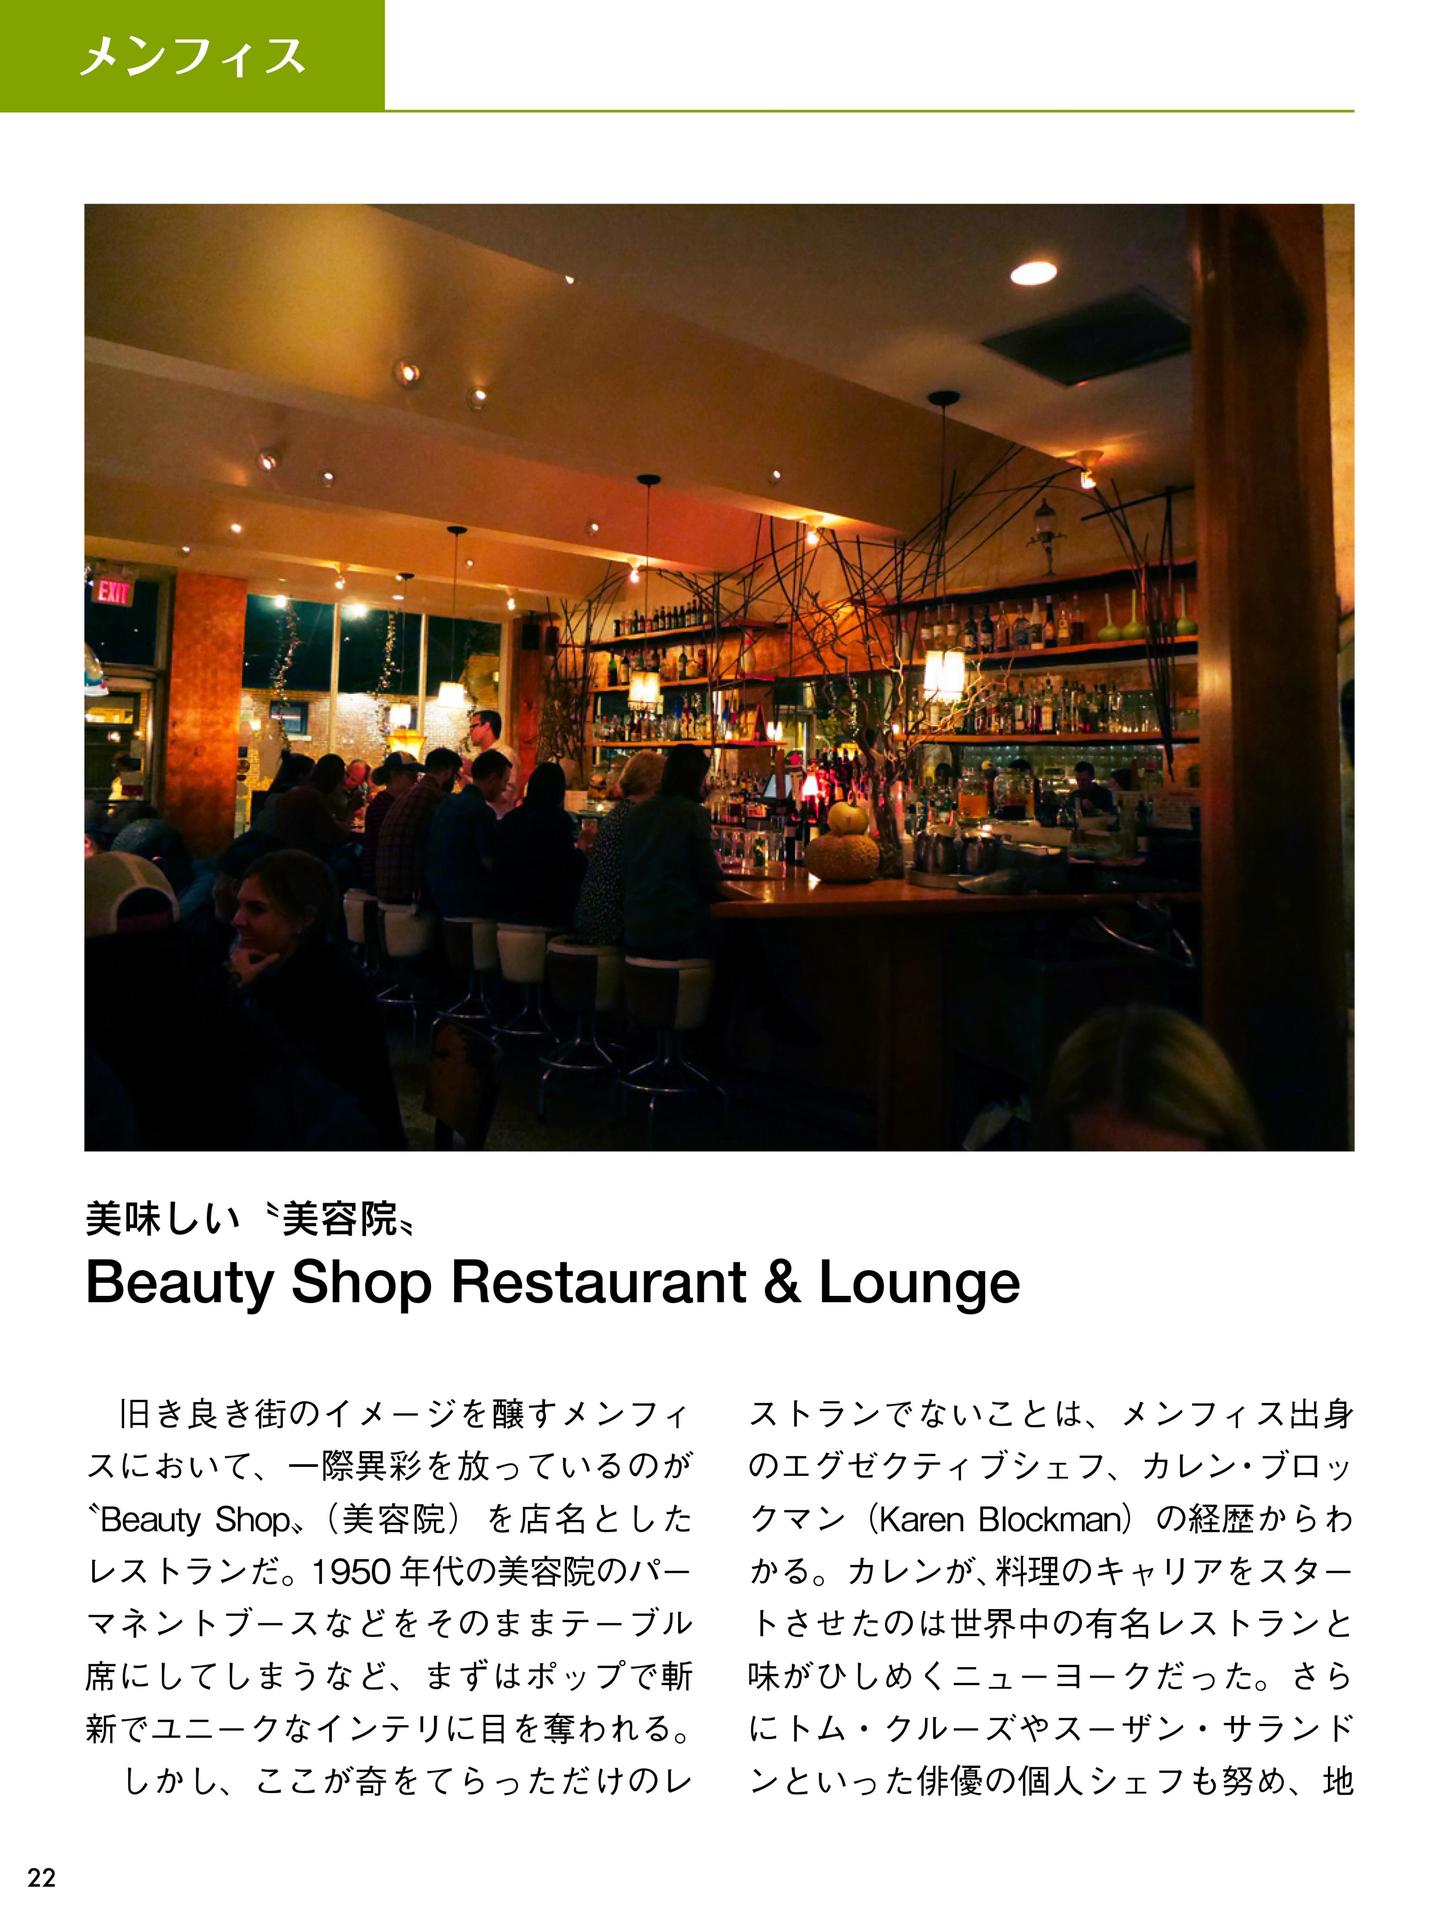 メンフィス
EXIT
美味しい〝美容院〟
Beauty Shop Restaurant & Lounge
旧き良き街のイメージを醸すメンフィ
スにおいて、一際異彩を放っているのが
〝Beauty Shop〟（美容院）を店名とした
レストランだ。1950 年代の美容院のパー
マネントブースなどをそのままテーブル
席にしてしまうなど、まずはポップで斬
新でユニークなインテリに目を奪われる。
しかし、ここが奇をてらっただけのレ
ストランでないことは、メンフィス出身
のエグゼクティブシェフ、カレン・ブロッ
クマン（Karen Blockman）の経歴からわ
かる。カレンが、料理のキャリアをスター
トさせたのは世界中の有名レストランと
味がひしめくニューヨークだった。さら
にトム・クルーズやスーザン・サランド
ンといった俳優の個人シェフも努め、地
22